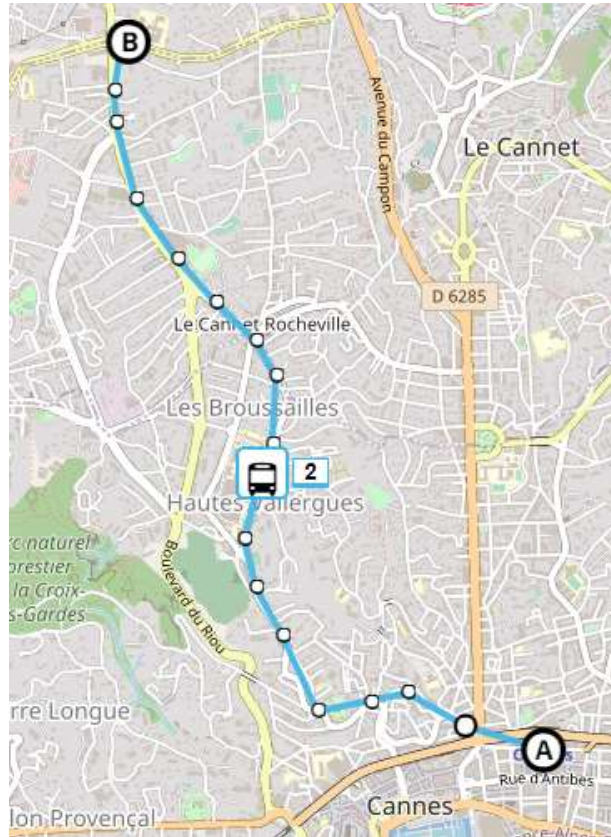 B
Avenue du Campon
Le Cannet
D 6285
Le Cannet Rocheville
Les Broussailles
2
Hautes Vallergues
rc naturel
orestier
la Croix-
s-Gardes
Boulevard du Riou
rre Longue
A
Rue d'Antibes
Cannes
lon Provençal